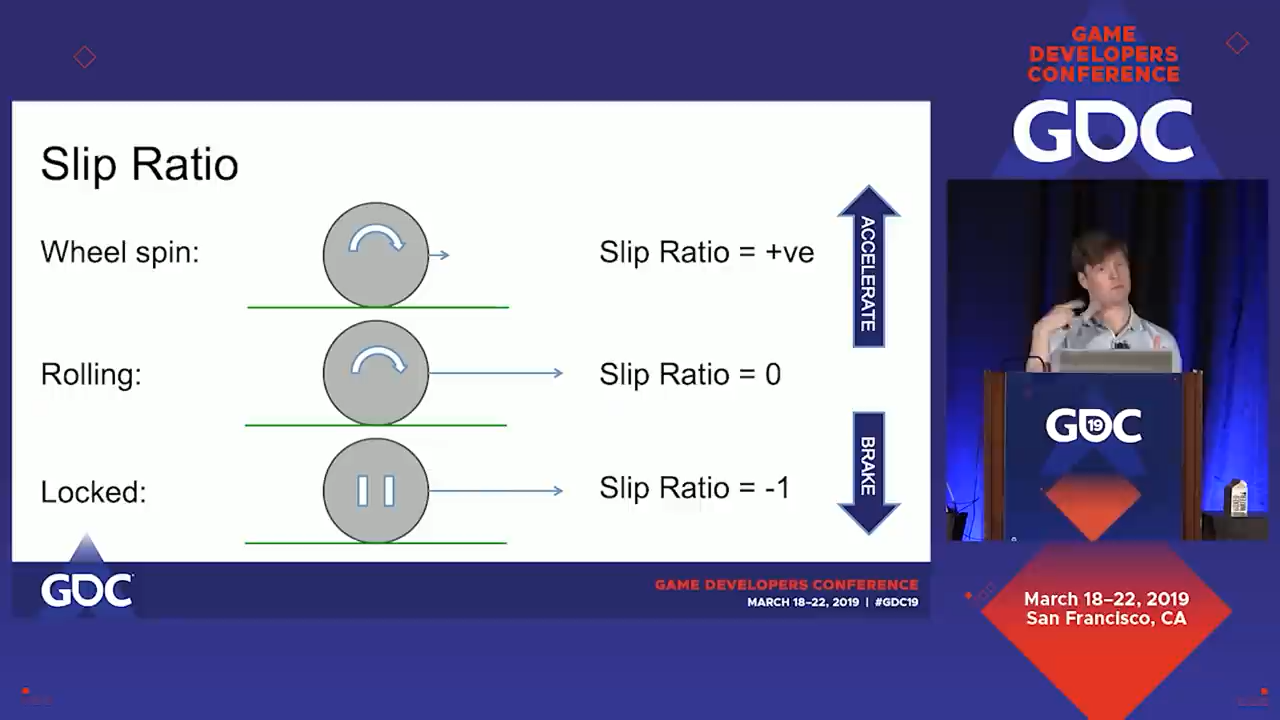 GAME
DEVELOPERS
CONFERENCE
GDC
Slip Ratio
Wheel spin:
Slip Ratio = +ve
ACCELERATE
Rolling:
Slip Ratio = 0
BRAKE
Locked:
Slip Ratio = -1
GDC
GAME DEVELOPERS CONFERENCE
MARCH 18–22, 2019 | #GDC19
GDC
19
March 18–22, 2019
San Francisco, CA